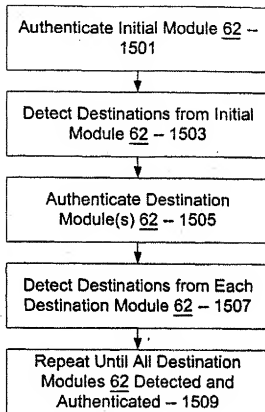 Authenticate Initial Module 62 –
1501
Detect Destinations from Initial
Module 62 – 1503
Authenticate Destination
Module(s) 62 – 1505
Detect Destinations from Each
Destination Module 62 – 1507
Repeat Until All Destination
Modules 62 Detected and
Authenticated – 1509